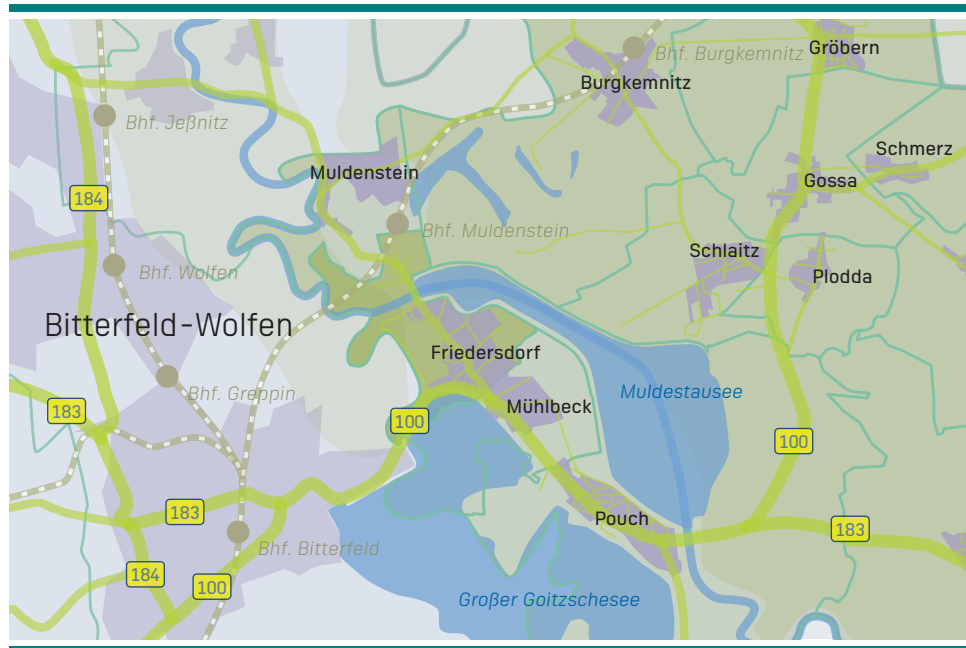 Gröbern
Bhf. Burgkemnitz
Burgkemnitz
Bhf. Jeßnitz
Schmerz
Muldenstein
Gossa
184
Bhf. Muldenstein
Schlaitz
Bhf. Wolfen
Plodda
Bitterfeld-Wolfen
Friedersdorf
Bhf. Greppin
Muldestausee
Mühlbeck
183
100
100
183
Pouch
183
Bhf. Bitterfeld
184
100
Großer Goitzschesee